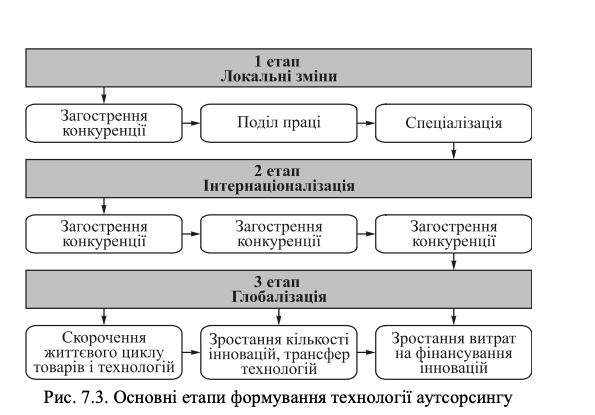 1 етап
Локальні зміни
Загострення
конкуренції
Поділ праці
Спеціалізація
2 етап
Інтернаціоналізація
Загострення
конкуренції
Загострення
конкуренції
Загострення
конкуренції
3 етап
Глобалізація
Скорочення
життєвого циклу
товарів і технологій
Зростання кількості
інновацій, трансфер
технологій
Зростання витрат
на фінансування
інновацій
Рис. 7.3. Основні етапи формування технології аутсорсингу